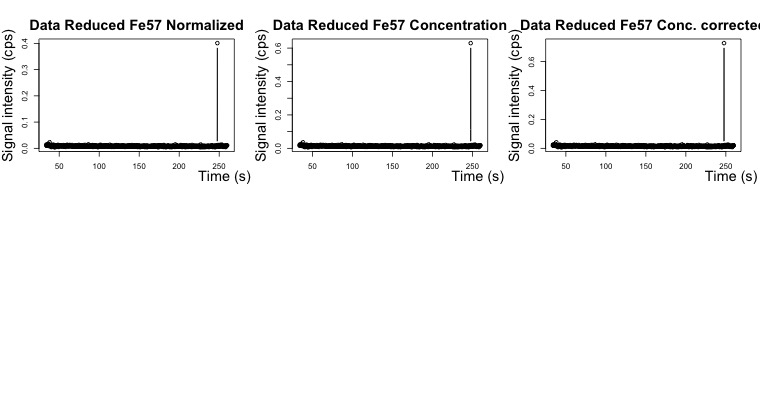 Data Reduced Fe57 Normalized
Signal intensity (cps)
0.0 0.1 0.2 0.3 0.4
50 100 150 200 250
Time (s)
Data Reduced Fe57 Concentration
Signal intensity (cps)
0.0 0.2 0.4 0.6
50 100 150 200 250
Time (s)
Data Reduced Fe57 Conc. corrected
Signal intensity (cps)
0.0 0.2 0.4 0.6
50 100 150 200 250
Time (s)